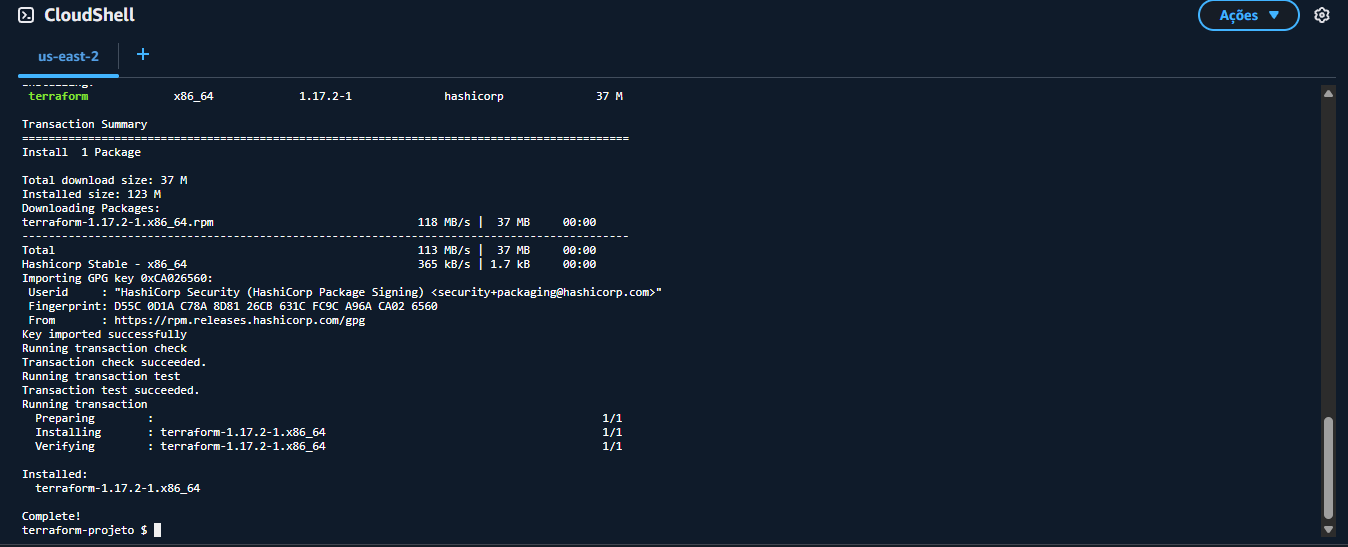 CloudShell
Ações
us-east-2
+
Installing:
terraform x86_64 1.17.2-1 hashicorp 37 M
Transaction Summary
================================================================================
Install 1 Package
Total download size: 37 M
Installed size: 123 M
Downloading Packages:
terraform-1.17.2-1.x86_64.rpm 118 MB/s | 37 MB 00:00
--------------------------------------------------------------------------------
Total 113 MB/s | 37 MB 00:00
Hashicorp Stable - x86_64 365 kB/s | 1.7 kB 00:00
Importing GPG key 0xCA026560:
Userid : "HashiCorp Security (HashiCorp Package Signing) <security+packaging@hashicorp.com>"
Fingerprint: D55C 0D1A C78A 8D81 26CB 631C FC9C A96A CA02 6560
From : https://rpm.releases.hashicorp.com/gpg
Key imported successfully
Running transaction check
Transaction check succeeded.
Running transaction test
Transaction test succeeded.
Running transaction
Preparing : 1/1
Installing : terraform-1.17.2-1.x86_64 1/1
Verifying : terraform-1.17.2-1.x86_64 1/1
Installed:
terraform-1.17.2-1.x86_64
Complete!
terraform-projeto $